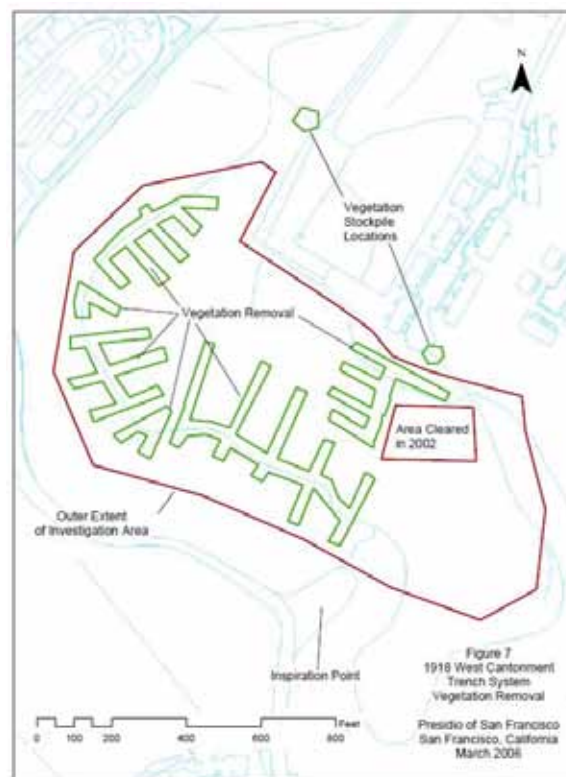 N
Vegetation
Stockpile
Locations
Vegetation Removal
Area Cleared
in 2002
Outer Extent
of Investigation Area
Inspiration Point
Figure 7
1918 West Cantonment
Trench System
Vegetation Removal
Presidio of San Francisco
San Francisco, California
March 2006
Feet
0 50 100 200 400 600 800